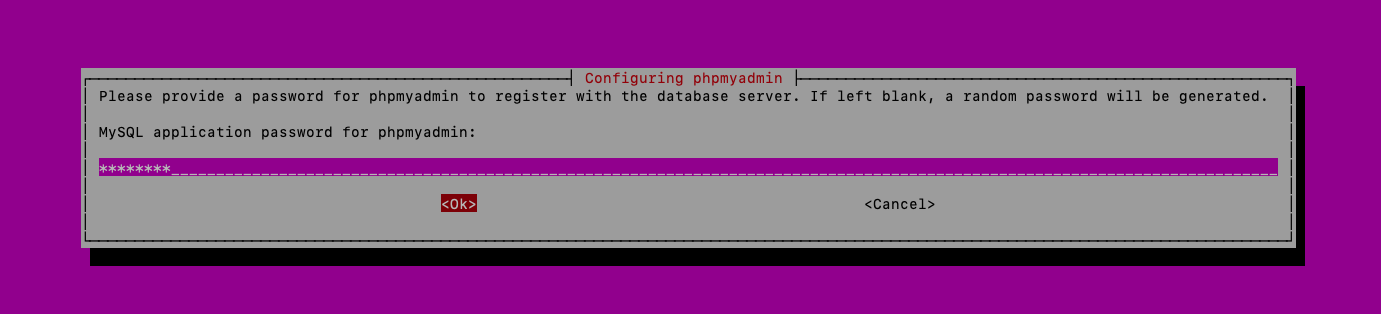 Configuring phpmyadmin
Please provide a password for phpmyadmin to register with the database server. If left blank, a random password will be generated.
MySQL application password for phpmyadmin:
********
<Ok> <Cancel>